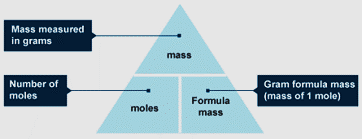 Mass measured
in grams
mass
Number of
moles
moles
Formula
mass
Gram formula mass
(mass of 1 mole)